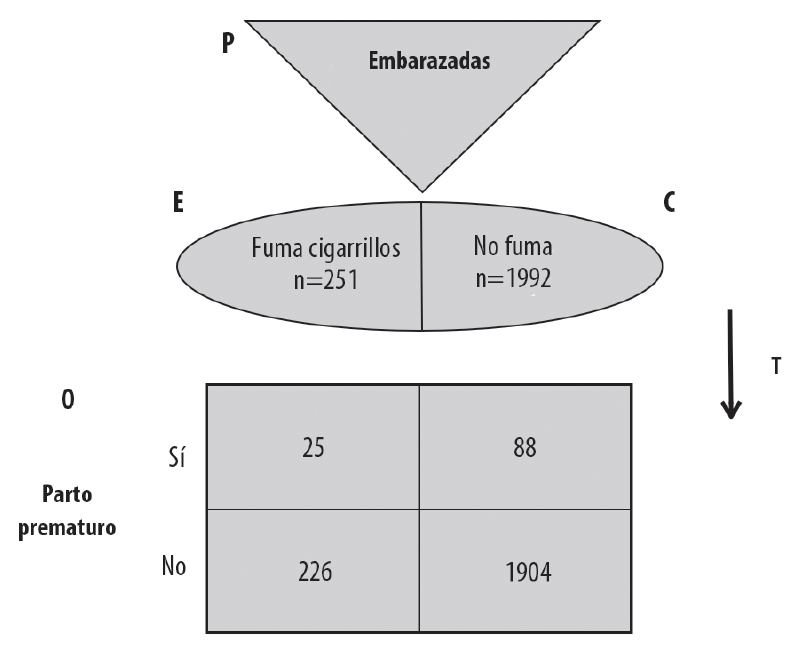 P
Embarazadas
E
C
Fuma cigarrillos
n=251
No fuma
n=1992
T
O
Sí
25
88
Parto
prematuro
No
226
1904